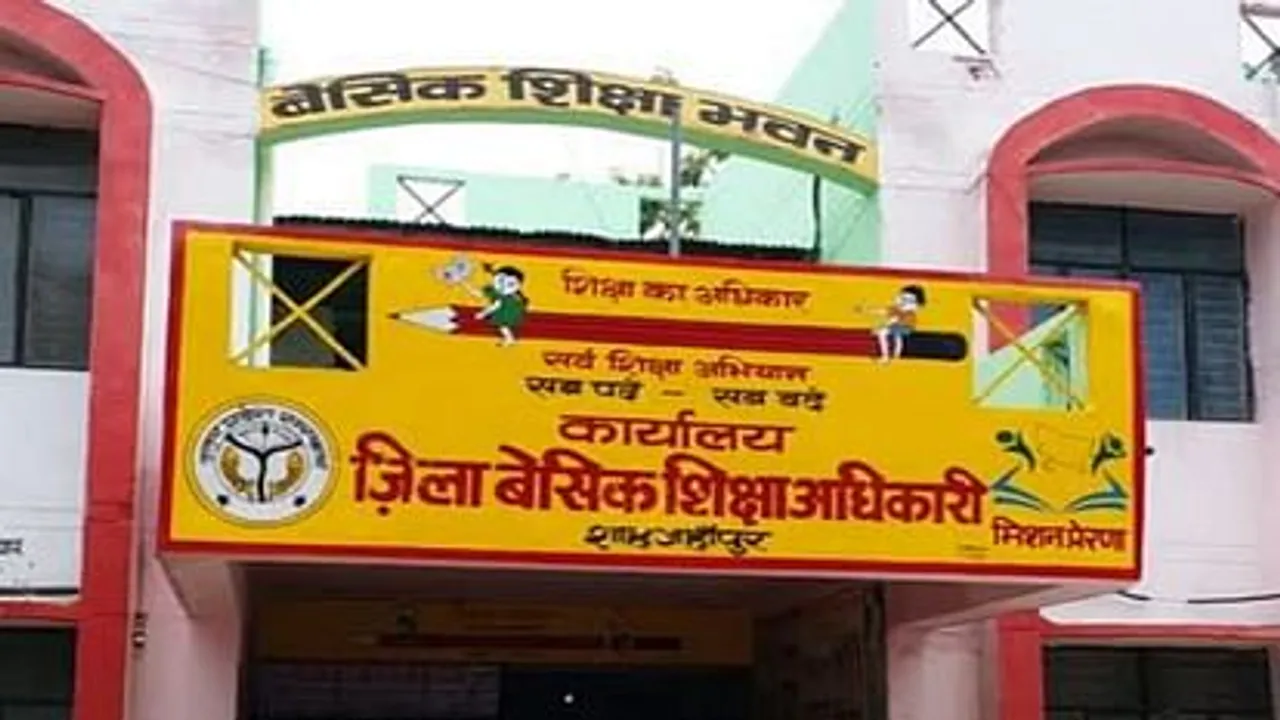 बेसिक शिक्षा भवन
शिक्षा का अधिकार
सर्व शिक्षा अभियान
सब पढें - सब बढें
कार्यालय
ज़िला बेसिक शिक्षा अधिकारी
शाहजहाँपुर
मिशन प्रेरणा